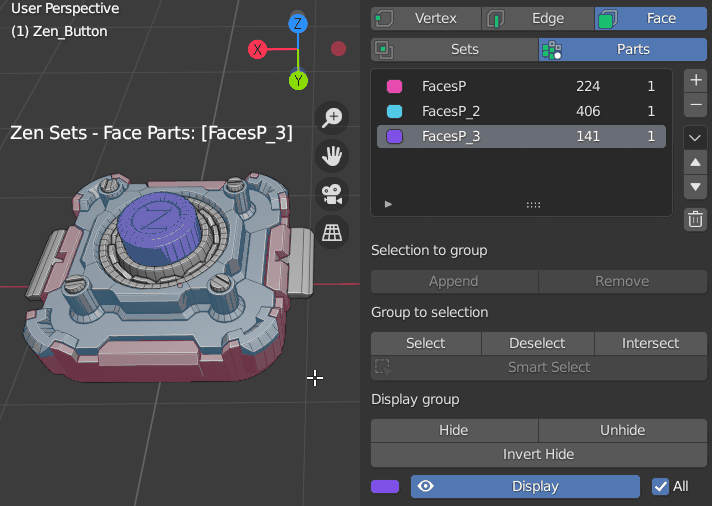 User Perspective
(1) Zen_Button
Z
X
Y
Zen Sets - Face Parts: [FacesP_3]
Vertex Edge Face
Sets Parts
FacesP 224 1
FacesP_2 406 1
FacesP_3 141 1
Selection to group
Append Remove
Group to selection
Select Deselect Intersect
Smart Select
Display group
Hide Unhide
Invert Hide
Display All